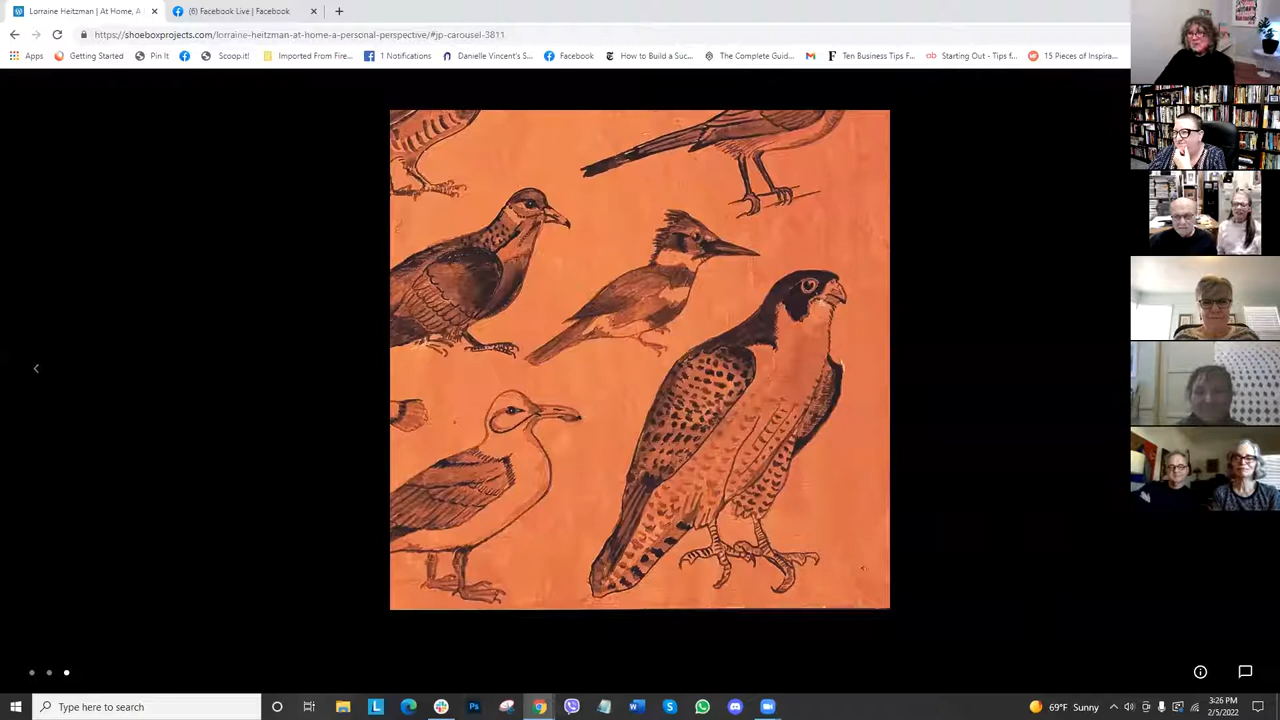 Lorraine Heitzman | At Home, A
(6) Facebook Live | Facebook
https://shoeboxprojects.com/lorraine-heitzman-at-home-a-personal-perspective/#jp-carousel-3811
Apps Getting Started Pin It Scoop.it! Imported From Fire... 1 Notifications Danielle Vincent's S... Facebook How to Build a Suc... The Complete Guid... Ten Business Tips F... Starting Out - Tips f... 15 Pieces of Inspira...
Type here to search
69°F Sunny
3:26 PM
2/5/2022